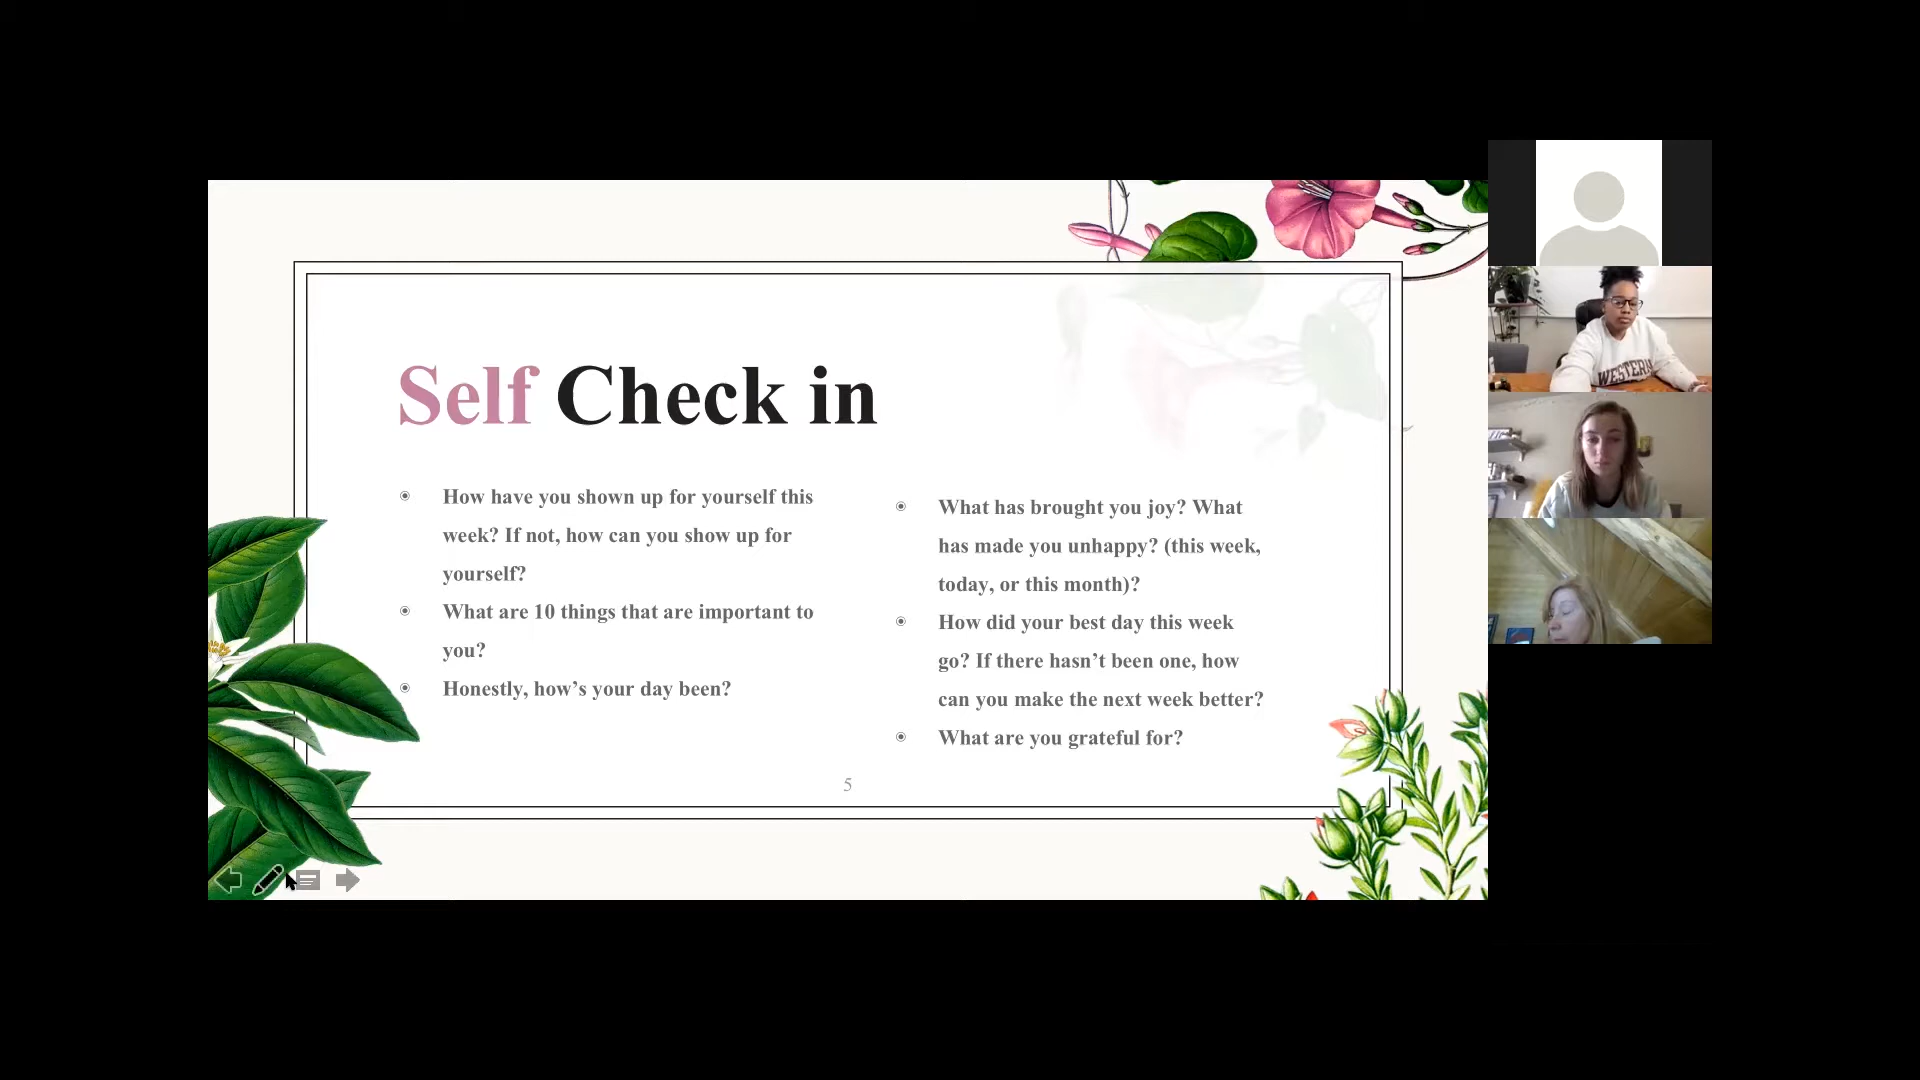 Self Check in
How have you shown up for yourself this
week? If not, how can you show up for
yourself?
What are 10 things that are important to
you?
Honestly, how’s your day been?
What has brought you joy? What
has made you unhappy? (this week,
today, or this month)?
How did your best day this week
go? If there hasn’t been one, how
can you make the next week better?
What are you grateful for?
5
WESTERN